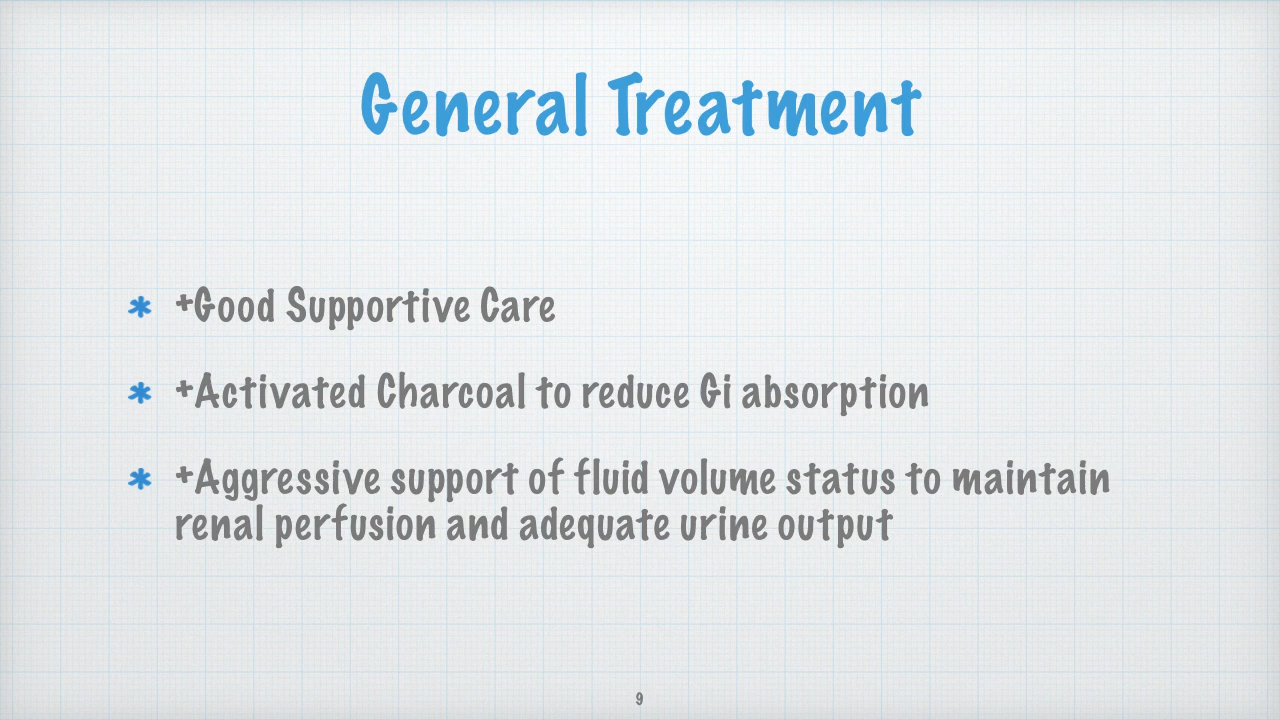 General Treatment
+Good Supportive Care
+Activated Charcoal to reduce Gi absorption
+Aggressive support of fluid volume status to maintain
renal perfusion and adequate urine output
9